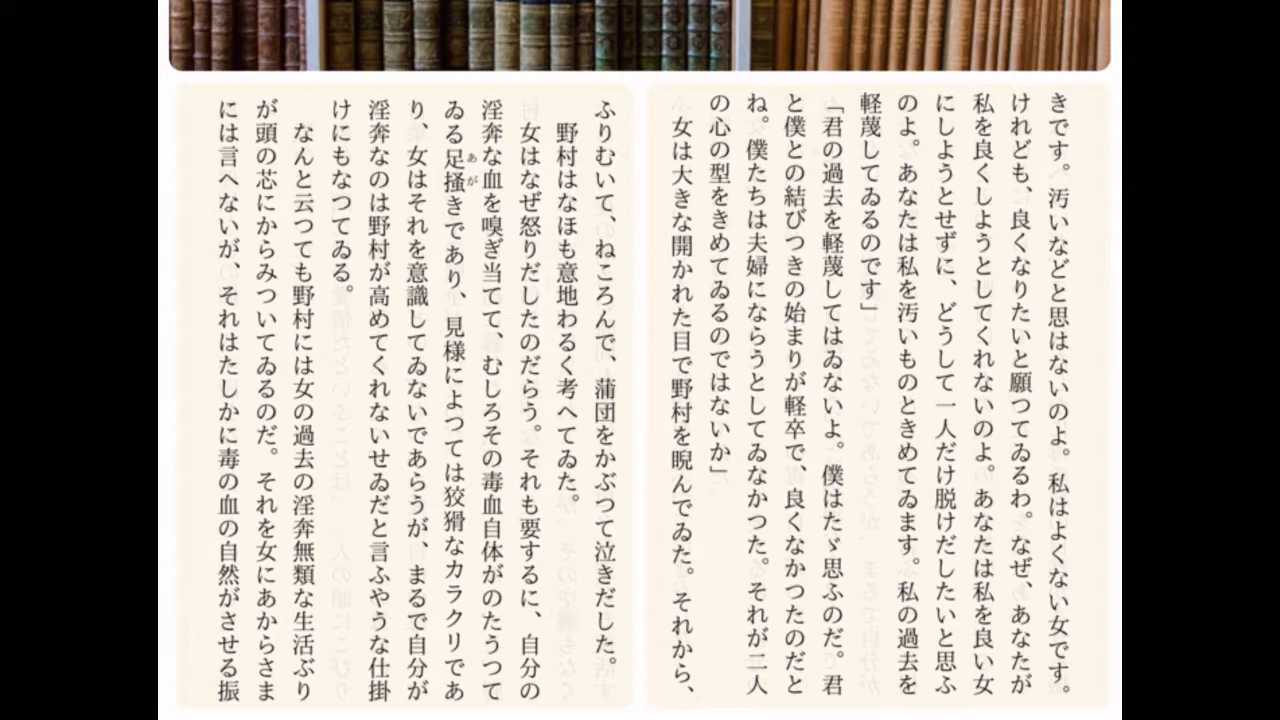 きです。汚いなどと思はないのよ。私はよくない女です。
けれども、良くなりたいと願つてゐるわ。なぜ、あなたが
私を良くしようとしてくれないのよ。あなたは私を良い女
にしようとせずに、どうして一人だけ脱けだしたいと思ふ
のよ。あなたは私を汚いものときめてゐます。私の過去を
軽蔑してゐるのです」
「君の過去を軽蔑してはゐないよ。僕はたゞ思ふのだ。君
と僕との結びつきの始まりが軽卒で、良くなかつたのだと
ね。僕たちは夫婦にならうとしてゐなかつた。それが二人
の心の型をきめてゐるのではないか」
女は大きな開かれた目で野村を睨んでゐた。それから、
ふりむいて、ねころんで、蒲団をかぶつて泣きだした。
野村はなほも意地わるく考へてゐた。
女はなぜ怒りだしたのだらう。それも要するに、自分の
淫奔な血を嗅ぎ当てて、むしろその毒血自体がのたうつて
ゐる足掻あがきであり、見様によつては狡猾なカラクリであ
り、女はそれを意識してゐないであらうが、まるで自分が
淫奔なのは野村が高めてくれないせゐだと言ふやうな仕掛
けにもなつてゐる。
なんと云つても野村には女の過去の淫奔無類な生活ぶり
が頭の芯にからみついてゐるのだ。それを女にあからさま
には言へないが、それはたしかに毒の血の自然がさせる振